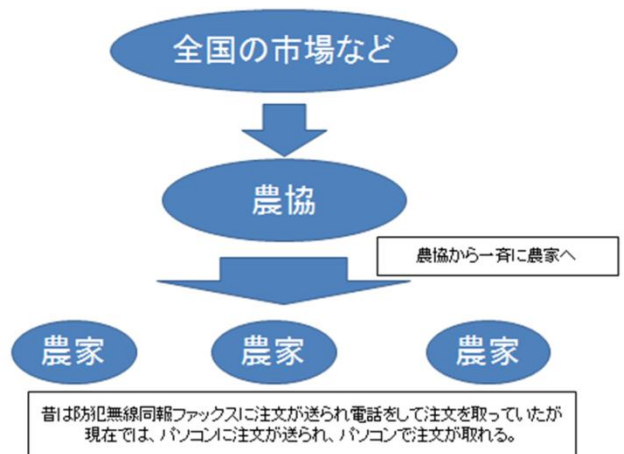 全国の市場など
農協
農協から一斉に農家へ
農家
農家
農家
昔は防犯無線同報ファックスに注文が送られ電話をして注文を取っていたが
現在では、パソコンに注文が送られ、パソコンで注文が取れる。